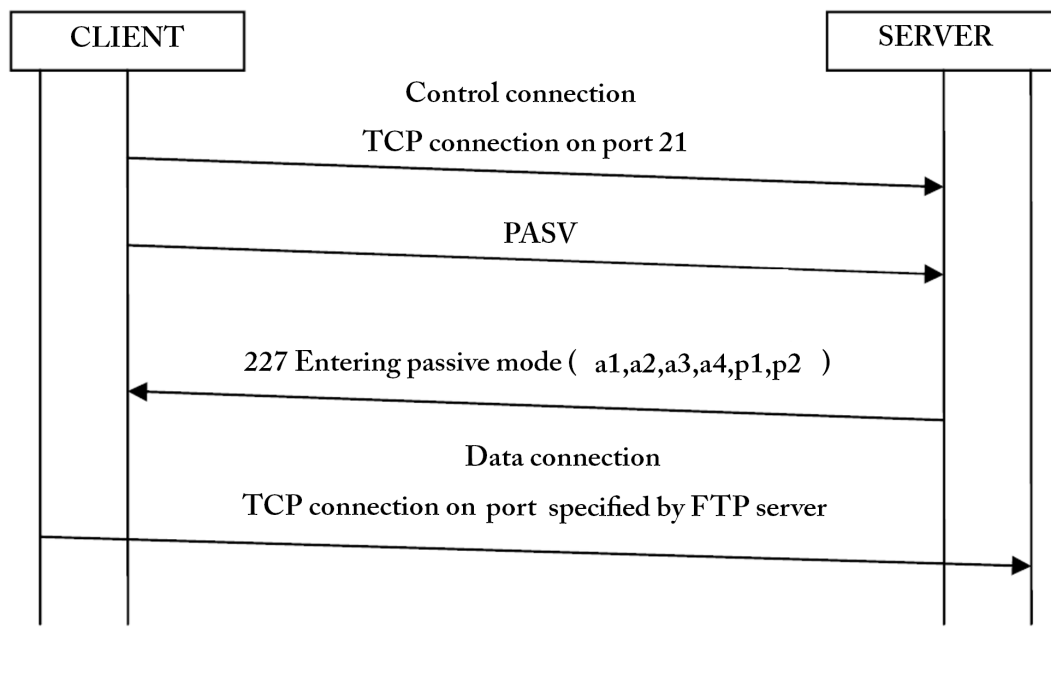 CLIENT
SERVER
Control connection
TCP connection on port 21
PASV
227 Entering passive mode ( a1,a2,a3,a4,p1,p2 )
Data connection
TCP connection on port specified by FTP server